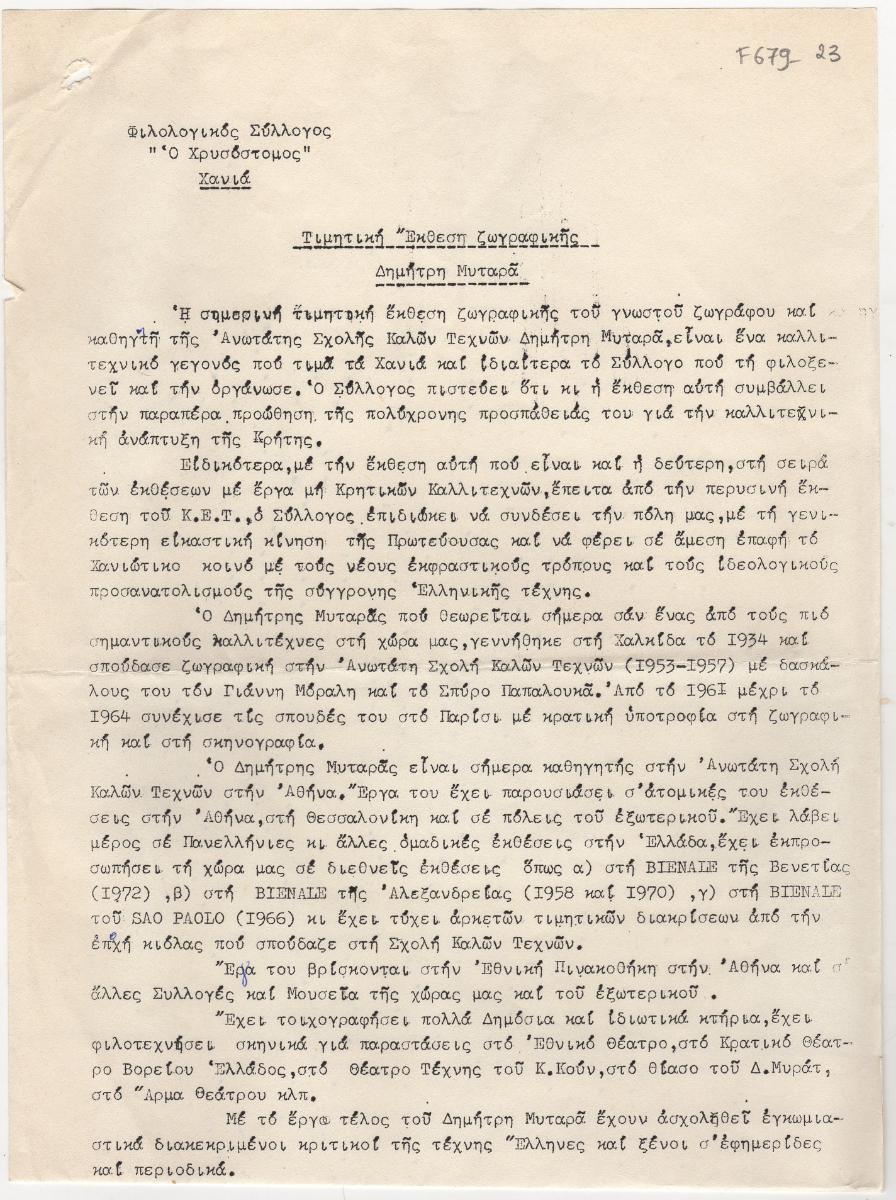 F679 23
Φιλολογικός Σύλλογος
"Ὁ Χρυσόστομος"
Χανιά
Τιμητική Ἔκθεση ζωγραφικῆς
Δημήτρη Μυταρᾶ
Ἡ σημερινή τιμητική ἔκθεση ζωγραφικῆς τοῦ γνωστοῦ ζωγράφου καί
καθηγητῆ τῆς Ἀνωτάτης Σχολῆς Καλῶν Τεχνῶν Δημήτρη Μυταρᾶ,εἶναι ἕνα καλλι-
τεχνικό γεγονός πού τιμᾶ τά Χανιά καί ἰδιαίτερα τό Σύλλογο πού τή φιλοξε-
νεῖ καί τήν ὀργάνωσε.Ὁ Σύλλογος πιστεύει ὅτι κι ἡ ἔκθεση αὐτή συμβάλλει
στήν παραπέρα προώθηση τῆς πολύχρονης προσπάθειάς του γιά τήν καλλιτεχνι-
κή ἀνάπτυξη τῆς Κρήτης.
Εἰδικότερα,μέ τήν ἔκθεση αὐτή πού εἶναι καί ἡ δεύτερη,στή σειρά
τῶν ἐκθέσεων μέ ἔργα μή Κρητικῶν Καλλιτεχνῶν,ἔπειτα ἀπό τήν περυσινή ἔκ-
θεση τοῦ Κ.Ε.Τ.,ὁ Σύλλογος ἐπιδιώκει νά συνδέσει τήν πόλη μας,μέ τή γενι-
κότερη εἰκαστική κίνηση τῆς Πρωτεύουσας καί νά φέρει σέ ἄμεση ἐπαφή τό
Χανιώτικο κοινό μέ τούς νέους ἐκφραστικούς τρόπους καί τούς ἰδεολογικούς
προσανατολισμούς τῆς σύγγρονης Ἑλληνικῆς τέχνης.
Ὁ Δημήτρης Μυταρᾶς πού θεωρεῖται σήμερα σάν ἕνας ἀπό τούς πιό
σημαντικούς καλλιτέχνες στή χώρα μας,γεννήθηκε στή Χαλκίδα τό 1934 καί
σπούδασε ζωγραφική στήν Ἀνωτάτη Σχολή Καλῶν Τεχνῶν (1953-1957) μέ δασκά-
λους του τόν Γιάννη Μόραλη καί τό Σπύρο Παπαλουκᾶ.Ἀπό τό 1961 μέχρι τό
1964 συνέχισε τίς σπουδές του στό Παρίσι μέ κρατική ὑποτροφία στή ζωγραφι-
κή καί στή σκηνογραφία.
Ὁ Δημήτρης Μυταρᾶς εἶναι σήμερα καθηγητής στήν Ἀνωτάτη Σχολή
Καλῶν Τεχνῶν στήν Ἀθήνα.Ἔργα του ἔχει παρουσιάσει σ'ἀτομικές του ἐκθέ-
σεις στήν Ἀθήνα,στή Θεσσαλονίκη καί σέ πόλεις τοῦ ἐξωτερικοῦ.Ἔχει λάβει
μέρος σέ Πανελλήνιες κι ἄλλες ὁμαδικές ἐκθέσεις στήν Ἑλλάδα,ἔχει ἐκπρο-
σωπήσει τή χώρα μας σέ διεθνεῖς ἐκθέσεις ὅπως α) στή BIENALE τῆς Βενετίας
(1972) ,β) στή BIENALE τῆς Ἀλεξανδρείας (1958 καί 1970) ,γ) στή BIENALE
τοῦ SAO PAOLO (1966) κι ἔχει τύχει ἀρκετῶν τιμητικῶν διακρίσεων ἀπό τήν
ἐποχή κιόλας πού σπούδαζε στή Σχολή Καλῶν Τεχνῶν.
Ἔργα του βρίσκονται στήν Ἐθνική Πινακοθήκη στήν Ἀθήνα καί σ'
ἄλλες Συλλογές καί Μουσεῖα τῆς χώρας μας καί τοῦ ἐξωτερικοῦ .
Ἔχει τοιχογραφήσει πολλά Δημόσια καί ἰδιωτικά κτήρια,ἔχει
φιλοτεχνήσει σκηνικά γιά παραστάσεις στό Ἐθνικό Θέατρο,στό Κρατικό Θέατ-
ρο Βορείου Ἑλλάδος,στό Θέατρο Τέχνης τοῦ Κ.Κούν,στό θίασο τοῦ Δ.Μυράτ,
στό Ἅρμα Θεάτρου κλπ.
Μέ τό ἔργο τέλος τοῦ Δημήτρη Μυταρᾶ ἔχουν ἀσχοληθεῖ ἐγκωμια-
στικά διακεκριμένοι κριτικοί τῆς τέχνης Ἕλληνες καί ξένοι σ'ἐφημερίδες
καί περιοδικά.